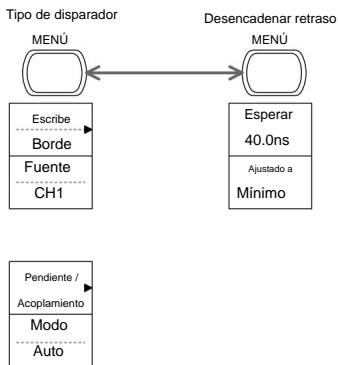 Tipo de disparador
Desencadenar retraso
MENÚ
MENÚ
Escribe
Borde
Fuente
CH1
Esperar
40.0ns
Ajustado a
Mínimo
Pendiente /
Acoplamiento
Modo
Auto